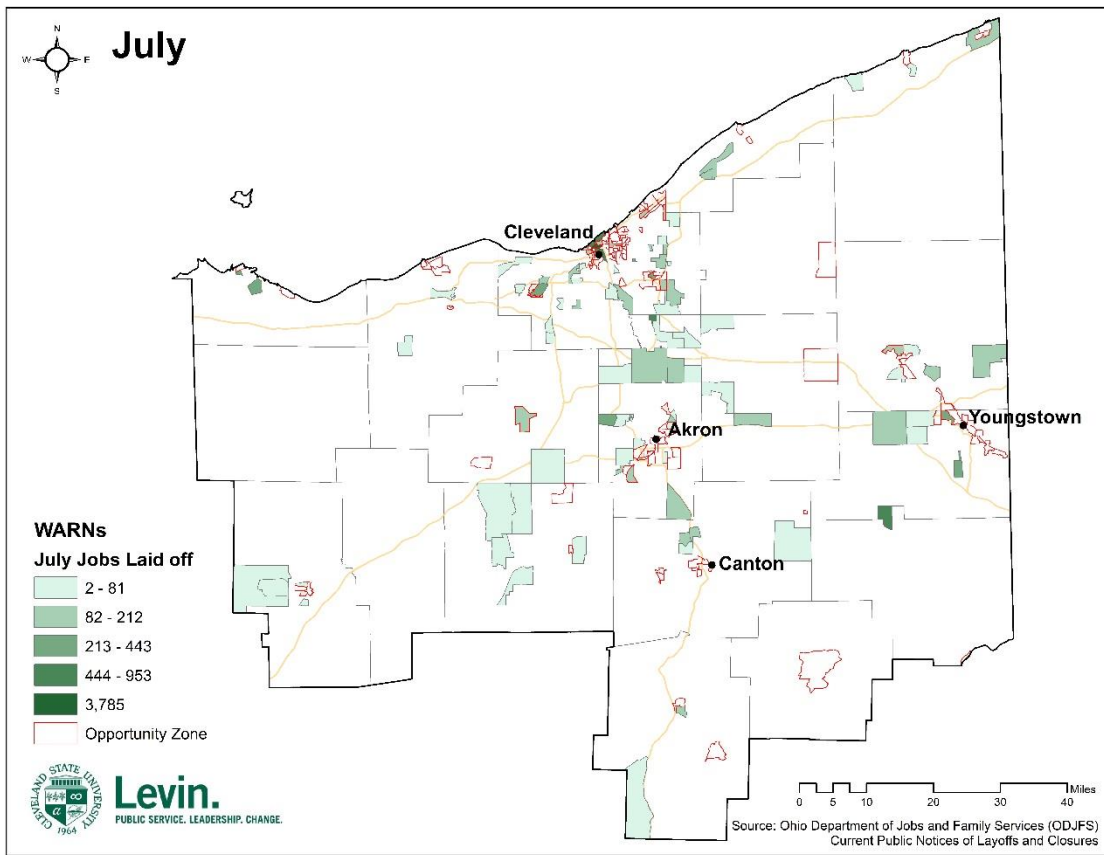 July
N
W
E
S
Cleveland
Akron
Youngstown
Canton
WARNs
July Jobs Laid off
2 - 81
82 - 212
213 - 443
444 - 953
3,785
Opportunity Zone
CLEVELAND STATE UNIVERSITY
1964
Levin.
PUBLIC SERVICE. LEADERSHIP. CHANGE.
Miles
0 5 10 20 30 40
Source: Ohio Department of Jobs and Family Services (ODJFS)
Current Public Notices of Layoffs and Closures